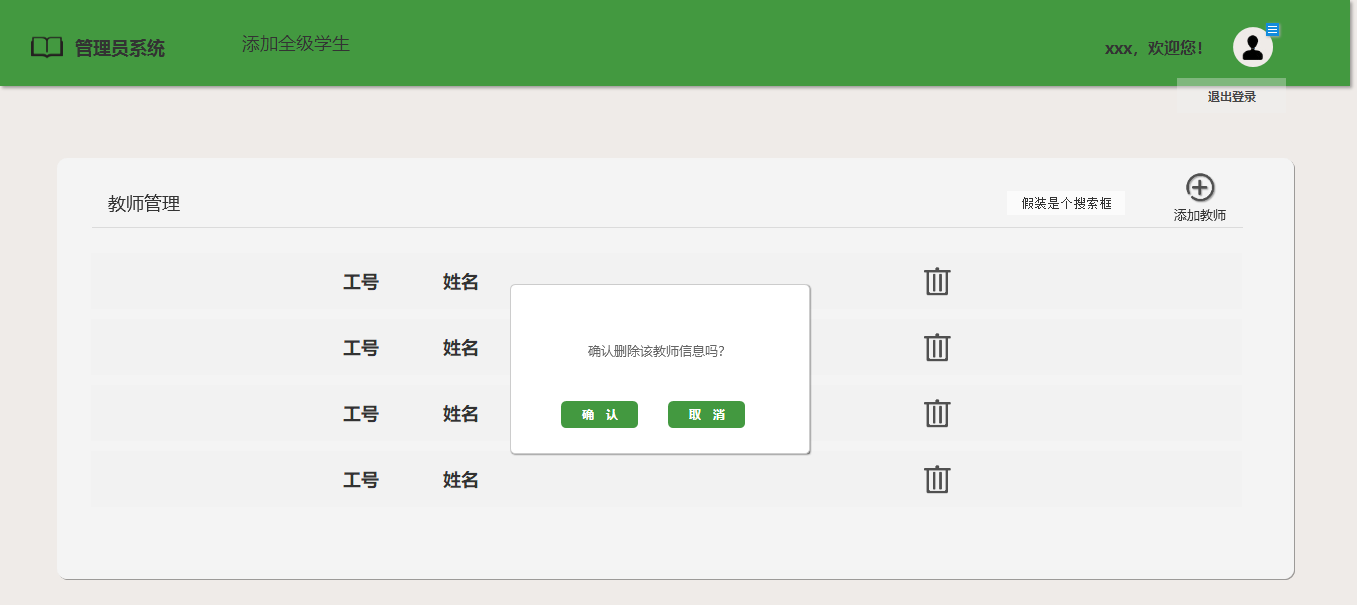 管理员系统
添加全级学生
xxx，欢迎您！
退出登录
教师管理
假装是个搜索框
添加教师
工号 姓名
工号 姓名
工号 姓名
工号 姓名
确认删除该教师信息吗？
确 认
取 消